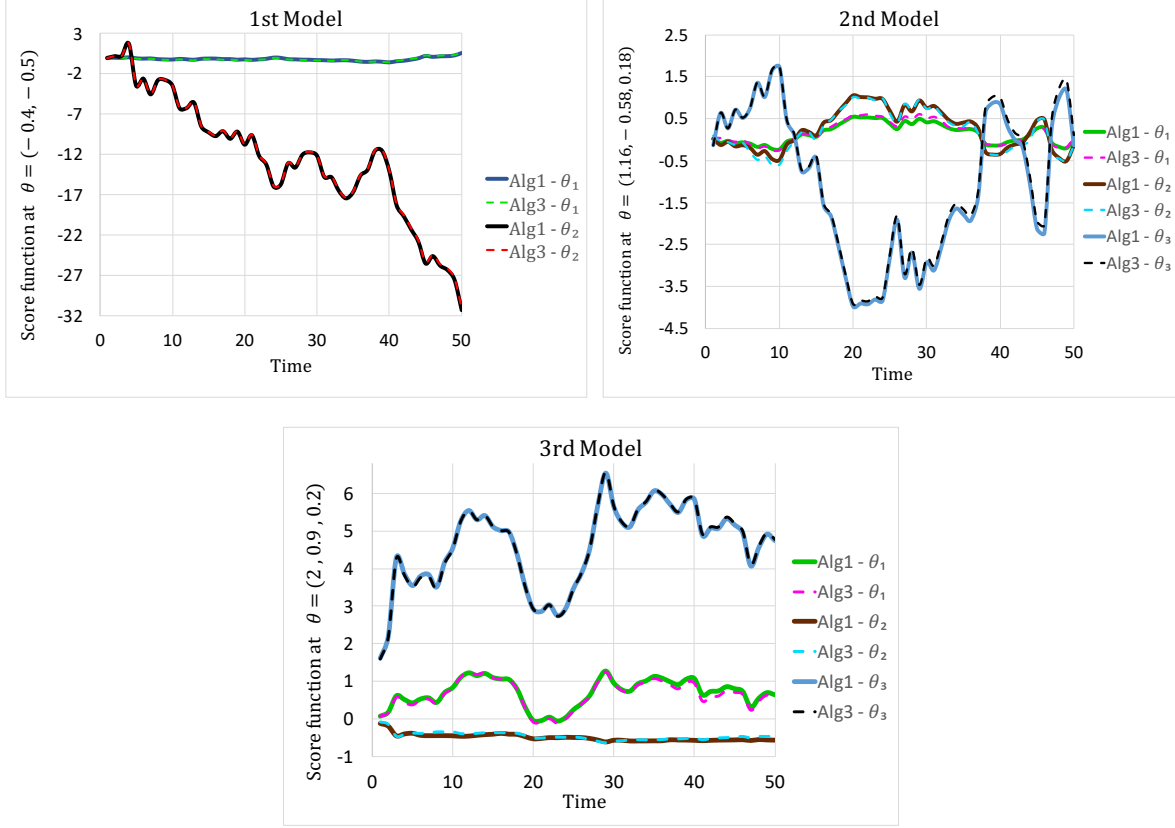 1st Model
Score function at θ = (− 0.4, − 0.5)
3
-2
-7
-12
-17
-22
-27
-32
0
10
20
30
40
50
Time
Alg1 - θ₁
Alg3 - θ₁
Alg1 - θ₂
Alg3 - θ₂
2nd Model
Score function at θ = (1.16, − 0.58, 0.18)
2.5
1.5
0.5
-0.5
-1.5
-2.5
-3.5
-4.5
0
10
20
30
40
50
Time
Alg1 - θ₁
Alg3 - θ₁
Alg1 - θ₂
Alg3 - θ₂
Alg1 - θ₃
Alg3 - θ₃
3rd Model
Score function at θ = (2 , 0.9 , 0.2)
6
5
4
3
2
1
0
-1
0
10
20
30
40
50
Time
Alg1 - θ₁
Alg3 - θ₁
Alg1 - θ₂
Alg3 - θ₂
Alg1 - θ₃
Alg3 - θ₃